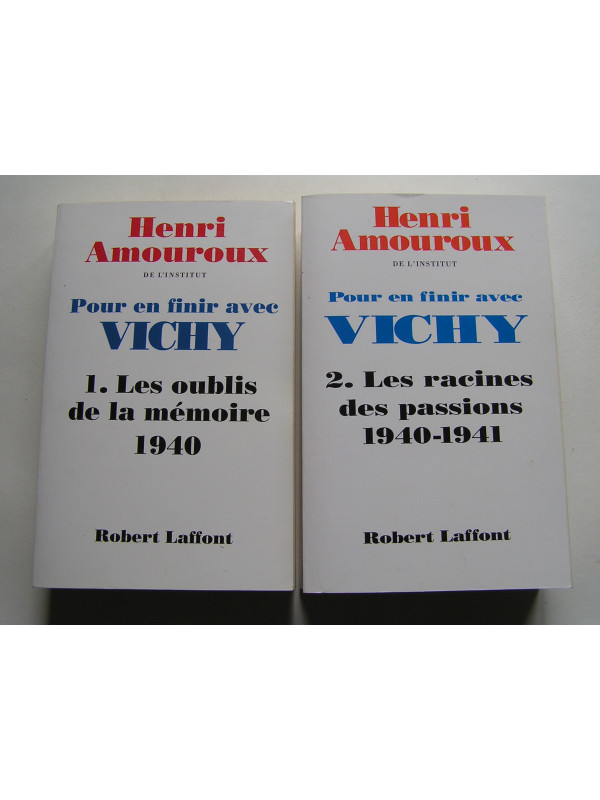 Henri
Amouroux
DE L'INSTITUT
Pour en finir avec
VICHY
1. Les oublis
de la mémoire
1940
Robert Laffont
Henri
Amouroux
DE L'INSTITUT
Pour en finir avec
VICHY
2. Les racines
des passions
1940-1941
Robert Laffont